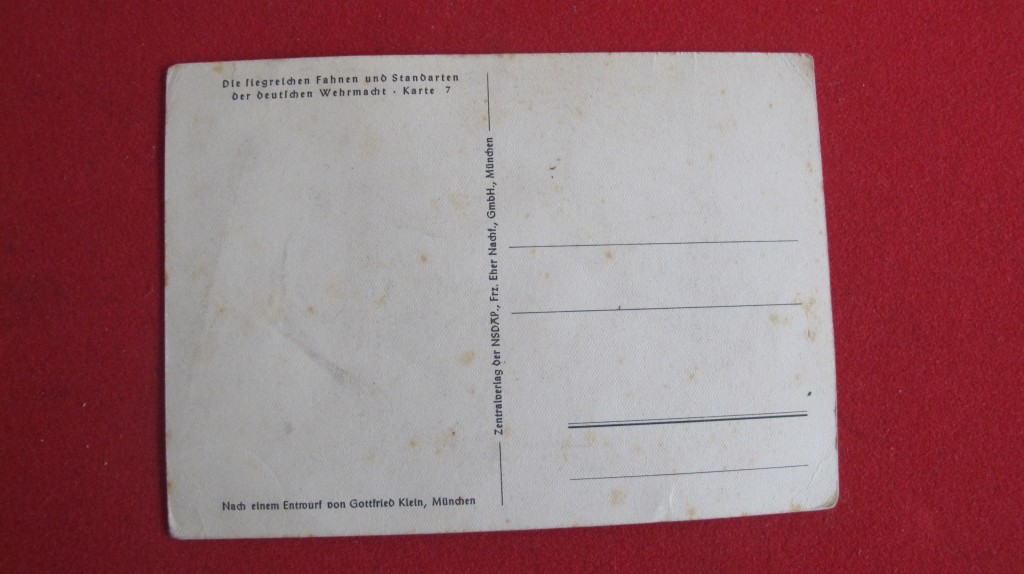 Die siegreichen Fahnen und Standarten
der deutschen Wehrmacht · Karte 7
Zentralverlag der NSDAP., Frz. Eher Nachf., GmbH., München
Nach einem Entwurf von Gottfried Klein, München